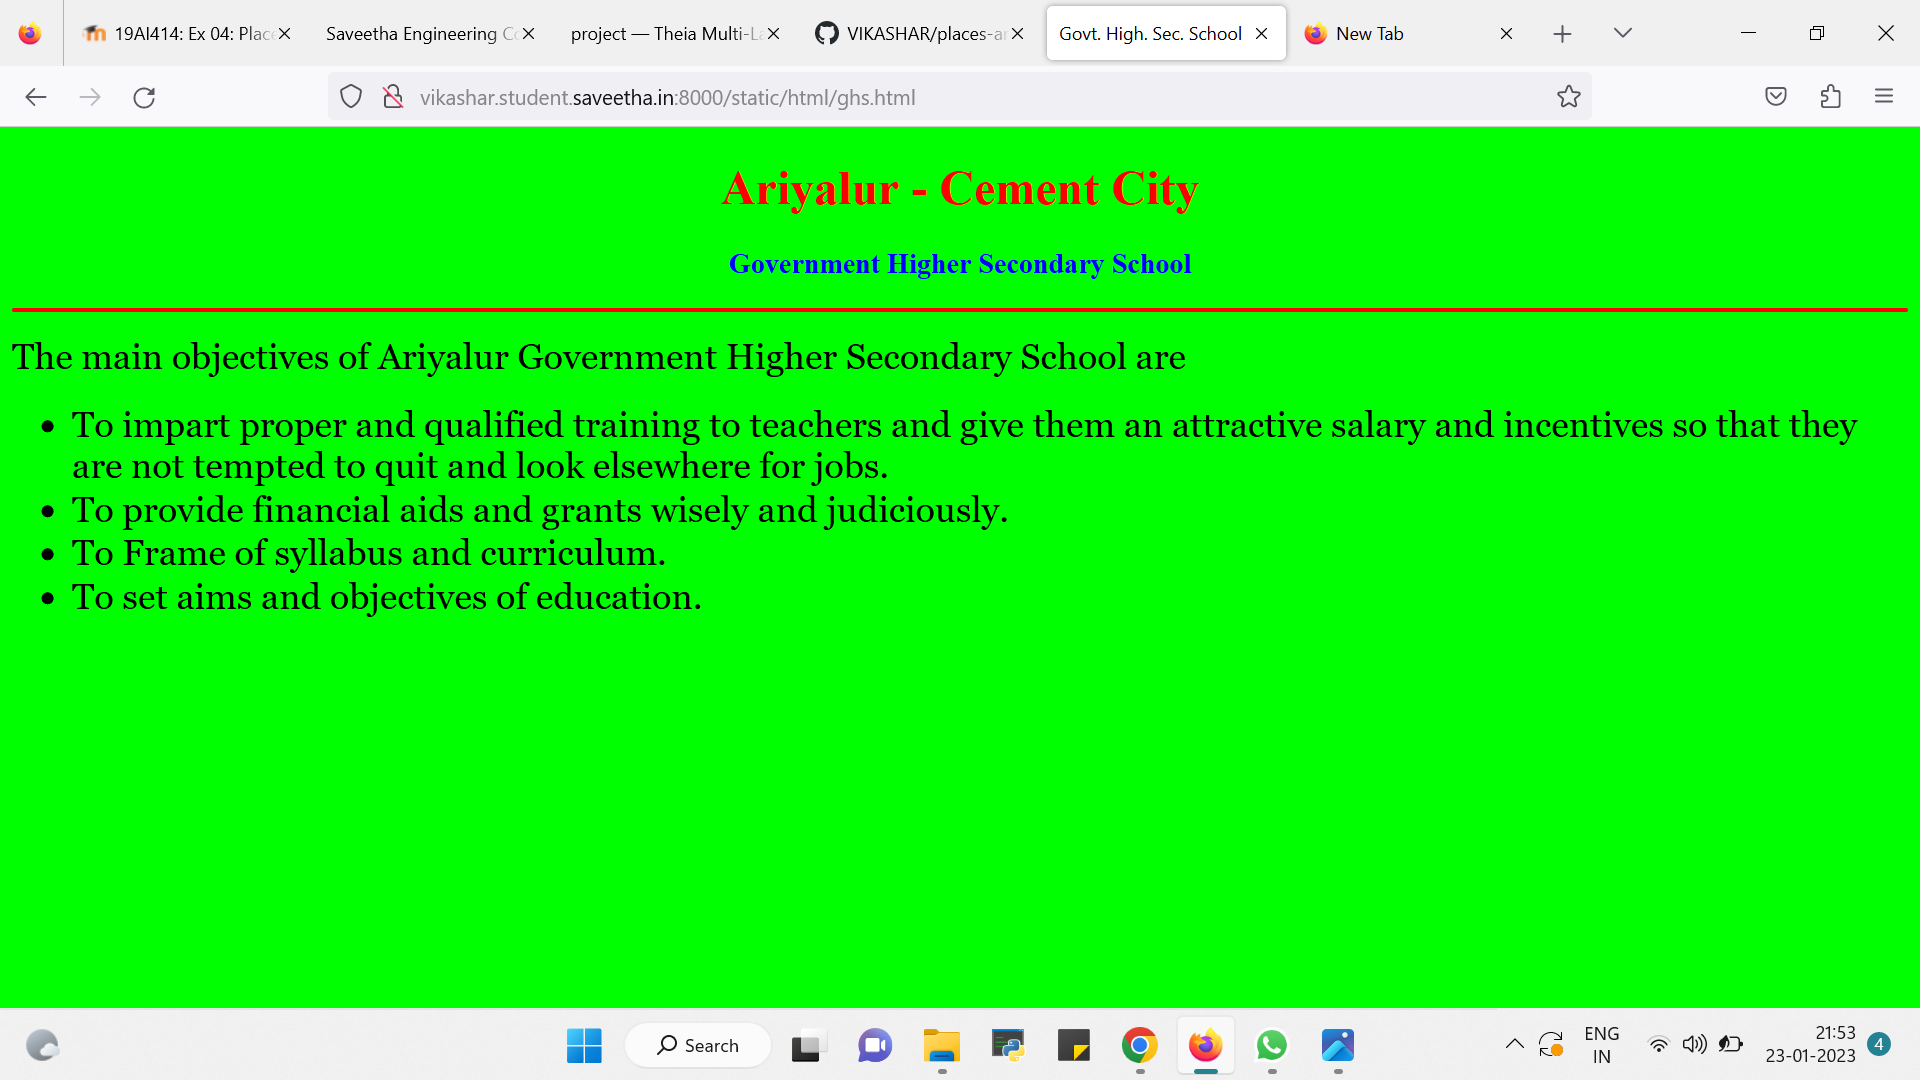 19AI414: Ex 04: Plac
Saveetha Engineering C
project — Theia Multi-L
VIKASHAR/places-a
Govt. High. Sec. School
New Tab
vikashar.student.saveetha.in:8000/static/html/ghs.html
Ariyalur - Cement City
Government Higher Secondary School
The main objectives of Ariyalur Government Higher Secondary School are
To impart proper and qualified training to teachers and give them an attractive salary and incentives so that they
are not tempted to quit and look elsewhere for jobs.
To provide financial aids and grants wisely and judiciously.
To Frame of syllabus and curriculum.
To set aims and objectives of education.
Search
ENG
IN
21:53
23-01-2023
4